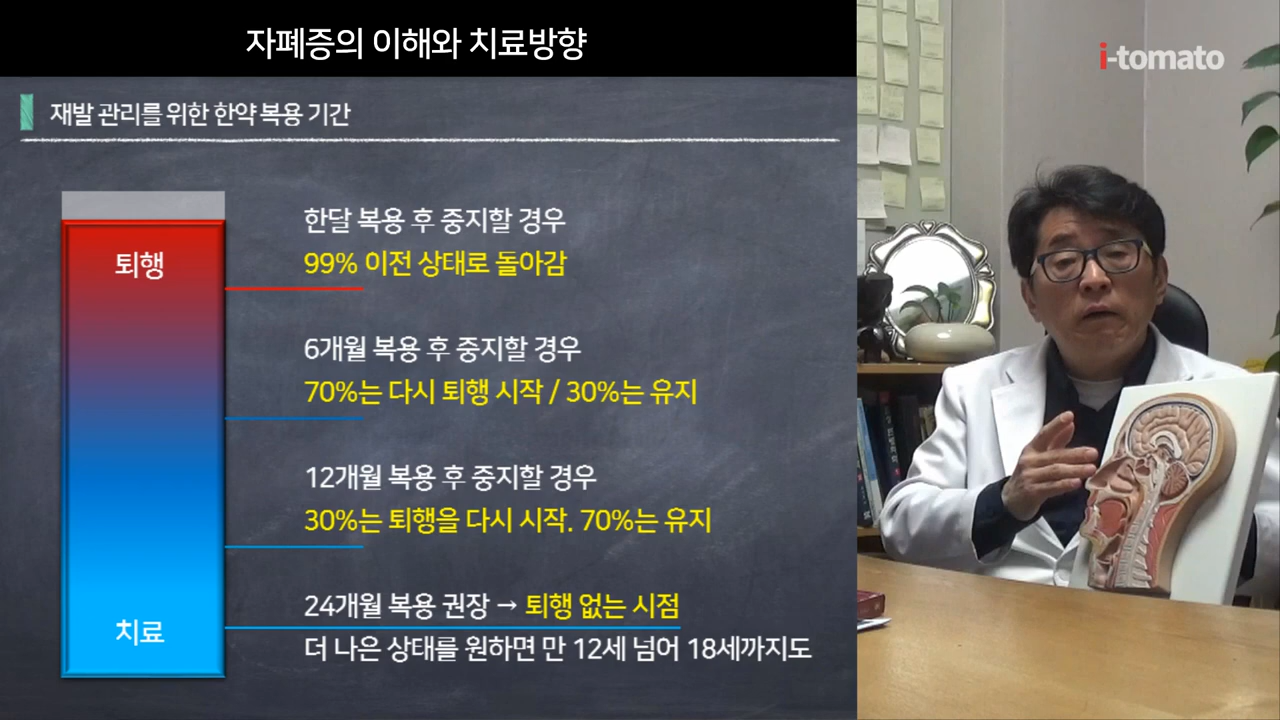 자폐증의 이해와 치료방향
i-tomato
재발 관리를 위한 한약 복용 기간
퇴행
한달 복용 후 중지할 경우
99% 이전 상태로 돌아감
6개월 복용 후 중지할 경우
70%는 다시 퇴행 시작 / 30%는 유지
12개월 복용 후 중지할 경우
30%는 퇴행을 다시 시작. 70%는 유지
치료
24개월 복용 권장 → 퇴행 없는 시점
더 나은 상태를 원하면 만 12세 넘어 18세까지도